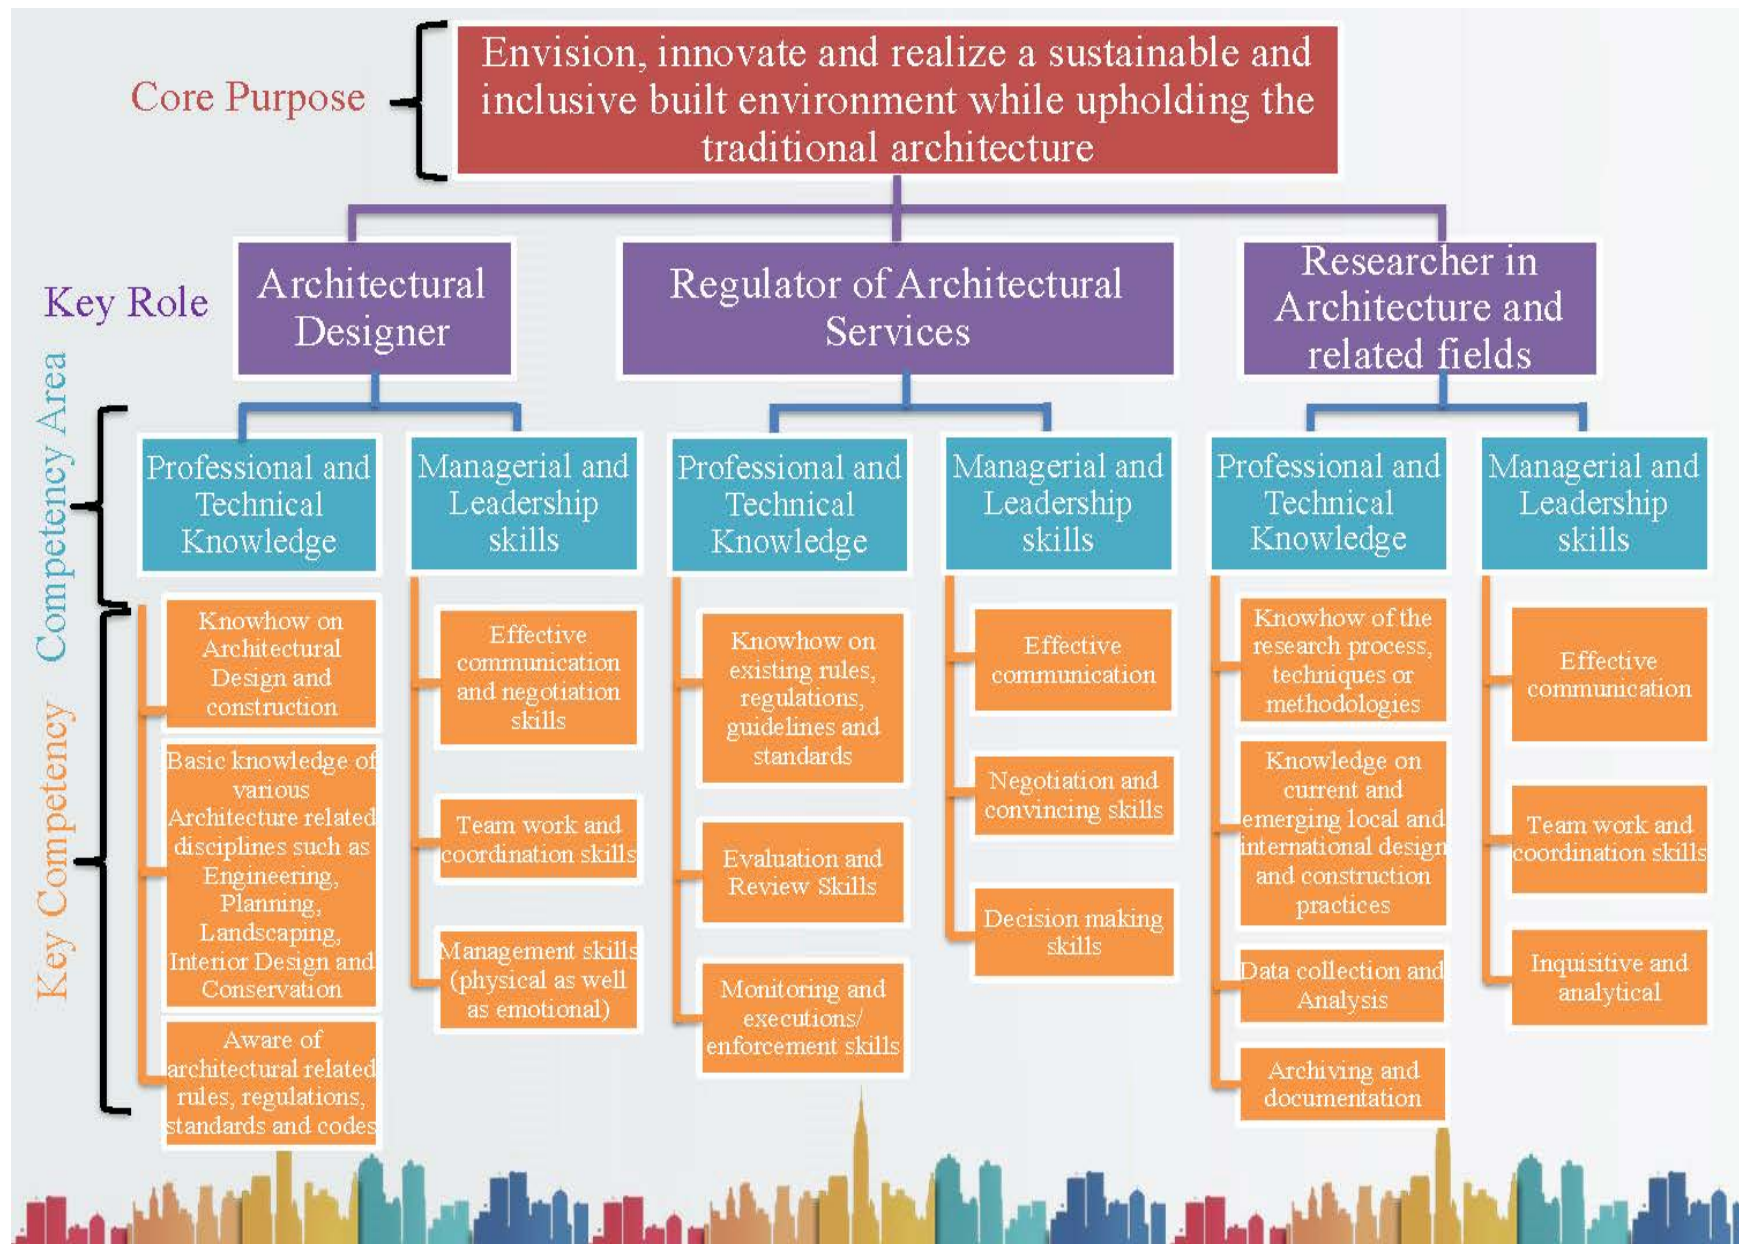 Core Purpose
Envision, innovate and realize a sustainable and
inclusive built environment while upholding the
traditional architecture
Key Role
Architectural
Designer
Regulator of Architectural
Services
Researcher in
Architecture and
related fields
Competency Area
Professional and
Technical
Knowledge
Managerial and
Leadership
skills
Professional and
Technical
Knowledge
Managerial and
Leadership
skills
Professional and
Technical
Knowledge
Managerial and
Leadership
skills
Key Competency
Knowhow on
Architectural
Design and
construction
Basic knowledge of
various
Architecture related
disciplines such as
Engineering,
Planning,
Landscaping,
Interior Design and
Conservation
Aware of
architectural related
rules, regulations,
standards and codes
Effective
communication
and negotiation
skills
Team work and
coordination skills
Management skills
(physical as well
as emotional)
Knowhow on
existing rules,
regulations,
guidelines and
standards
Evaluation and
Review Skills
Monitoring and
executions/
enforcement skills
Effective
communication
Negotiation and
convincing skills
Decision making
skills
Knowhow of the
research process,
techniques or
methodologies
Knowledge on
current and
emerging local and
international design
and construction
practices
Data collection and
Analysis
Archiving and
documentation
Effective
communication
Team work and
coordination skills
Inquisitive and
analytical